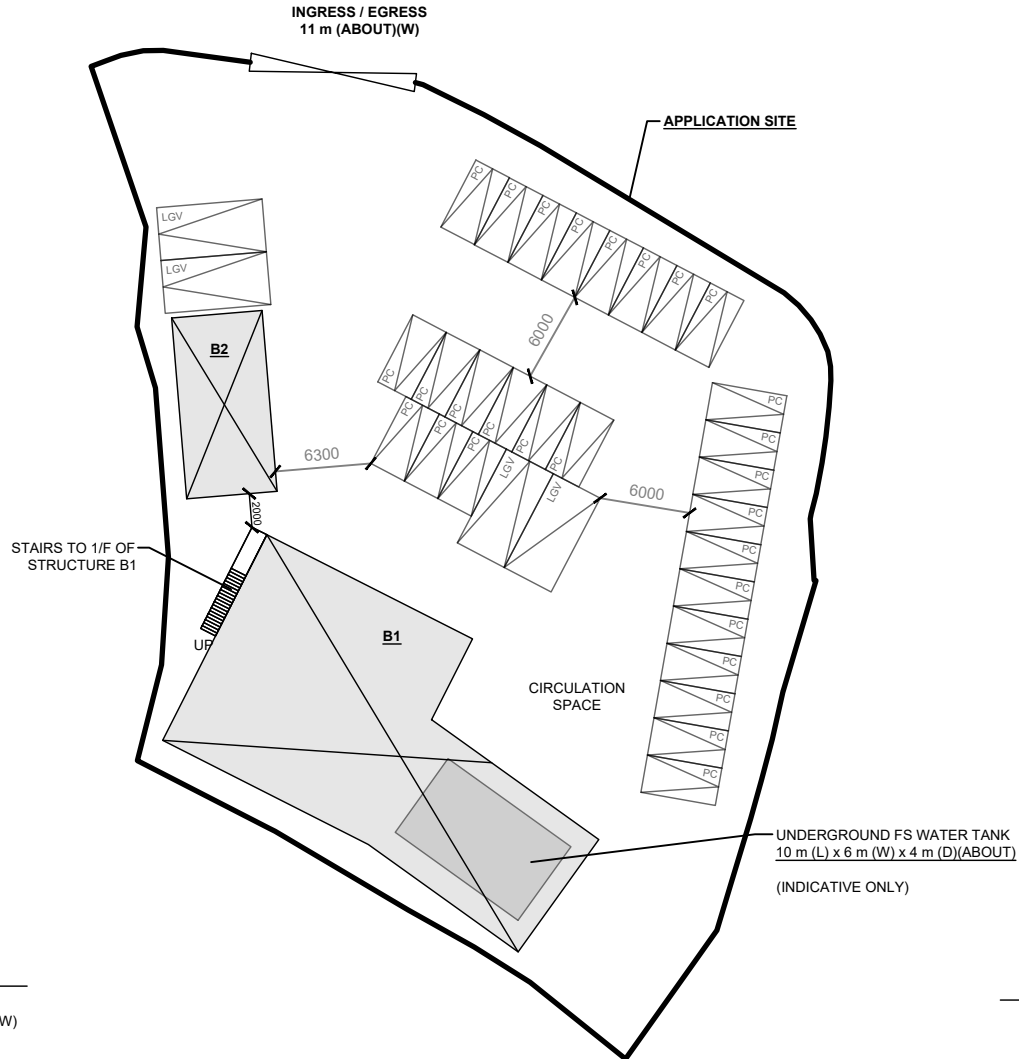 INGRESS / EGRESS
11 m (ABOUT)(W)
APPLICATION SITE
PC
PC
PC
PC
PC
PC
PC
PC
LGV
LGV
B2
6000
PC
PC
PC
PC
PC
PC
PC
PC
PC
LGV
LGV
6300
6000
2000
PC
PC
PC
PC
PC
PC
PC
PC
PC
PC
PC
STAIRS TO 1/F OF
STRUCTURE B1
UP
B1
CIRCULATION
SPACE
UNDERGROUND FS WATER TANK
10 m (L) x 6 m (W) x 4 m (D)(ABOUT)
(INDICATIVE ONLY)
W)